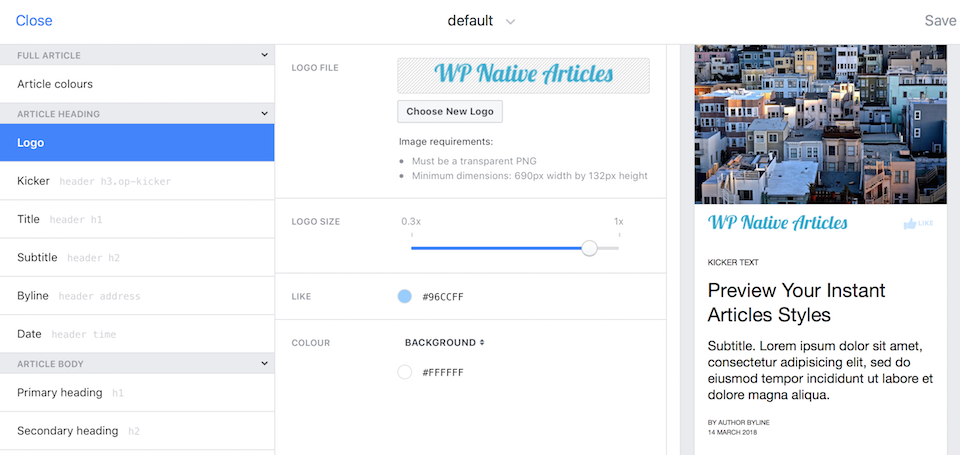 Close
default
Save
FULL ARTICLE
Article colours
ARTICLE HEADING
Logo
Kicker header h3.op-kicker
Title header h1
Subtitle header h2
Byline header address
Date header time
ARTICLE BODY
Primary heading h1
Secondary heading h2
LOGO FILE
WP Native Articles
Choose New Logo
Image requirements:
Must be a transparent PNG
Minimum dimensions: 690px width by 132px height
LOGO SIZE
0.3x
1x
LIKE
#96CCFF
COLOUR
BACKGROUND
#FFFFFF
WP Native Articles
LIKE
KICKER TEXT
Preview Your Instant
Articles Styles
Subtitle. Lorem ipsum dolor sit amet,
consectetur adipisicing elit, sed do
eiusmod tempor incididunt ut labore et
dolore magna aliqua.
BY AUTHOR BYLINE
14 MARCH 2018